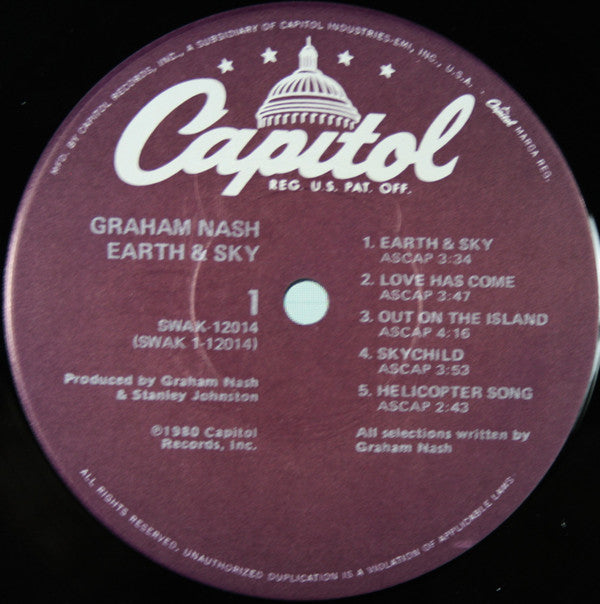 MFD. BY CAPITOL RECORDS, INC., A SUBSIDIARY OF CAPITOL INDUSTRIES-EMI, INC., U.S.A. · Capitol MARCA REG.
Capitol
REG. U.S. PAT. OFF.
GRAHAM NASH
EARTH & SKY
1
SWAK-12014
(SWAK 1-12014)
Produced by Graham Nash
& Stanley Johnston
©1980 Capitol
Records, Inc.
1. EARTH & SKY
ASCAP 3:34
2. LOVE HAS COME
ASCAP 3:47
3. OUT ON THE ISLAND
ASCAP 4:16
4. SKYCHILD
ASCAP 3:53
5. HELICOPTER SONG
ASCAP 2:43
All selections written by
Graham Nash
ALL RIGHTS RESERVED. UNAUTHORIZED DUPLICATION IS A VIOLATION OF APPLICABLE LAWS.